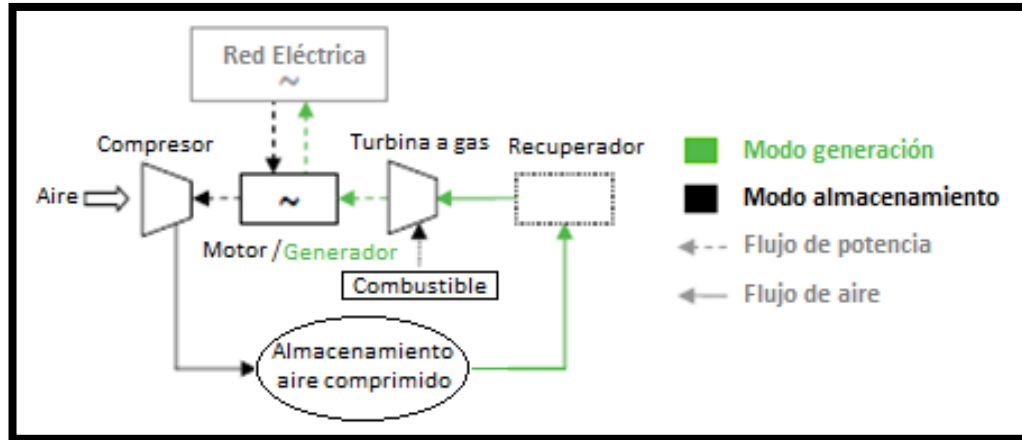 Red Eléctrica
~
Compresor
Turbina a gas
Recuperador
Aire
~
Motor / Generador
Combustible
Almacenamiento
aire comprimido
Modo generación
Modo almacenamiento
Flujo de potencia
Flujo de aire